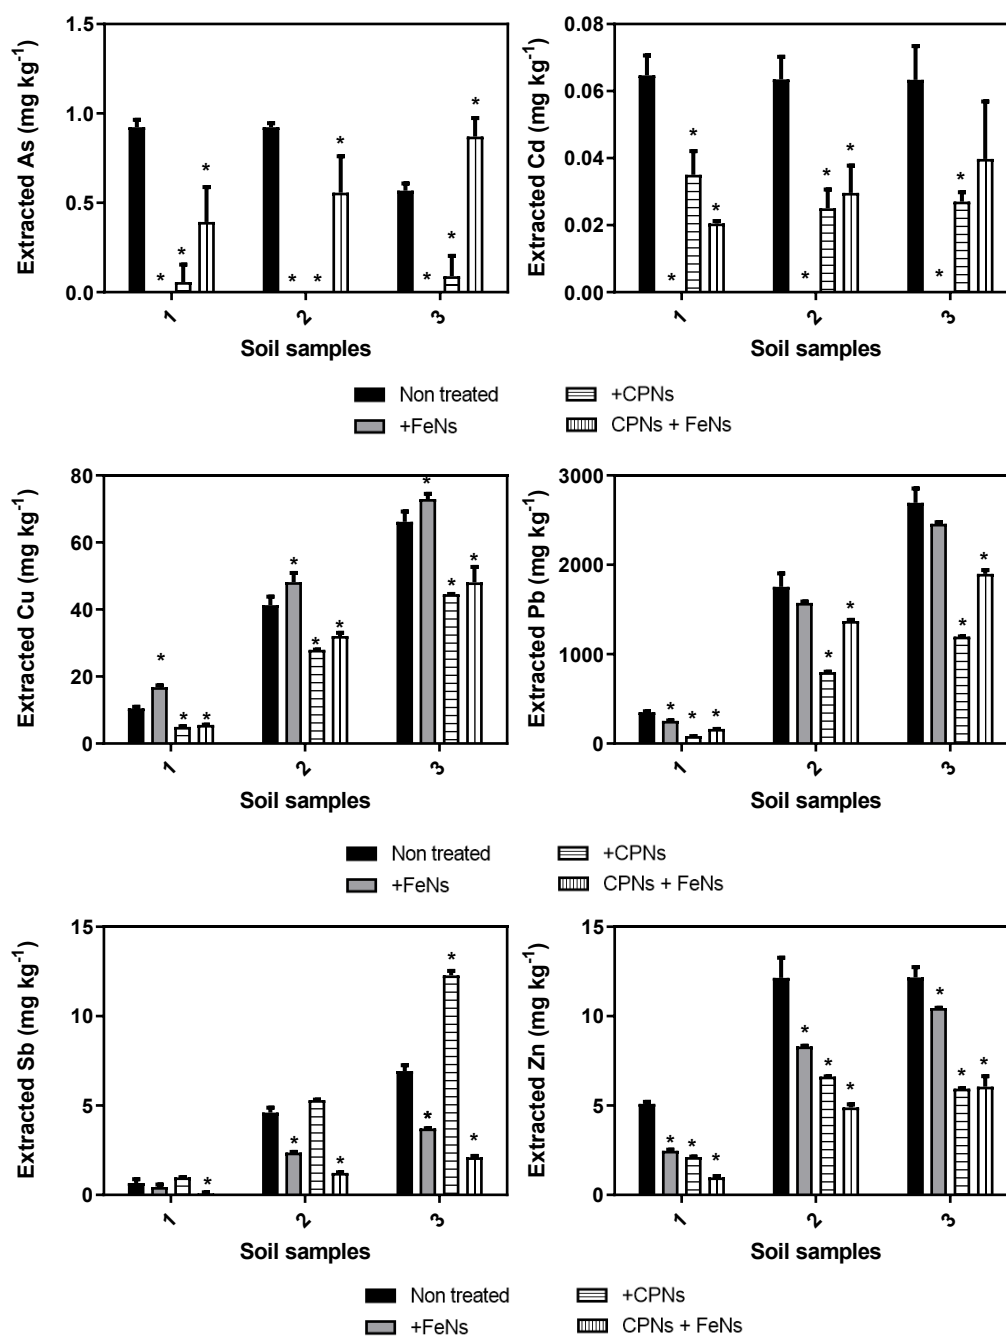 Extracted As (mg kg-1)
1.5
1.0
0.5
0.0
* * * *
* * *
* * *
1 2 3
Soil samples
Extracted Cd (mg kg-1)
0.08
0.06
0.04
0.02
0.00
* * *
* * *
* *
1 2 3
Soil samples
Non treated
+FeNs
+CPNs
CPNs + FeNs
Extracted Cu (mg kg-1)
80
60
40
20
0
* * *
* * *
* * *
1 2 3
Soil samples
Extracted Pb (mg kg-1)
3000
2000
1000
0
* * *
* *
* *
1 2 3
Soil samples
Non treated
+FeNs
+CPNs
CPNs + FeNs
Extracted Sb (mg kg-1)
15
10
5
0
*
* *
* * *
1 2 3
Soil samples
Extracted Zn (mg kg-1)
15
10
5
0
* * *
* * *
* * *
1 2 3
Soil samples
Non treated
+FeNs
+CPNs
CPNs + FeNs